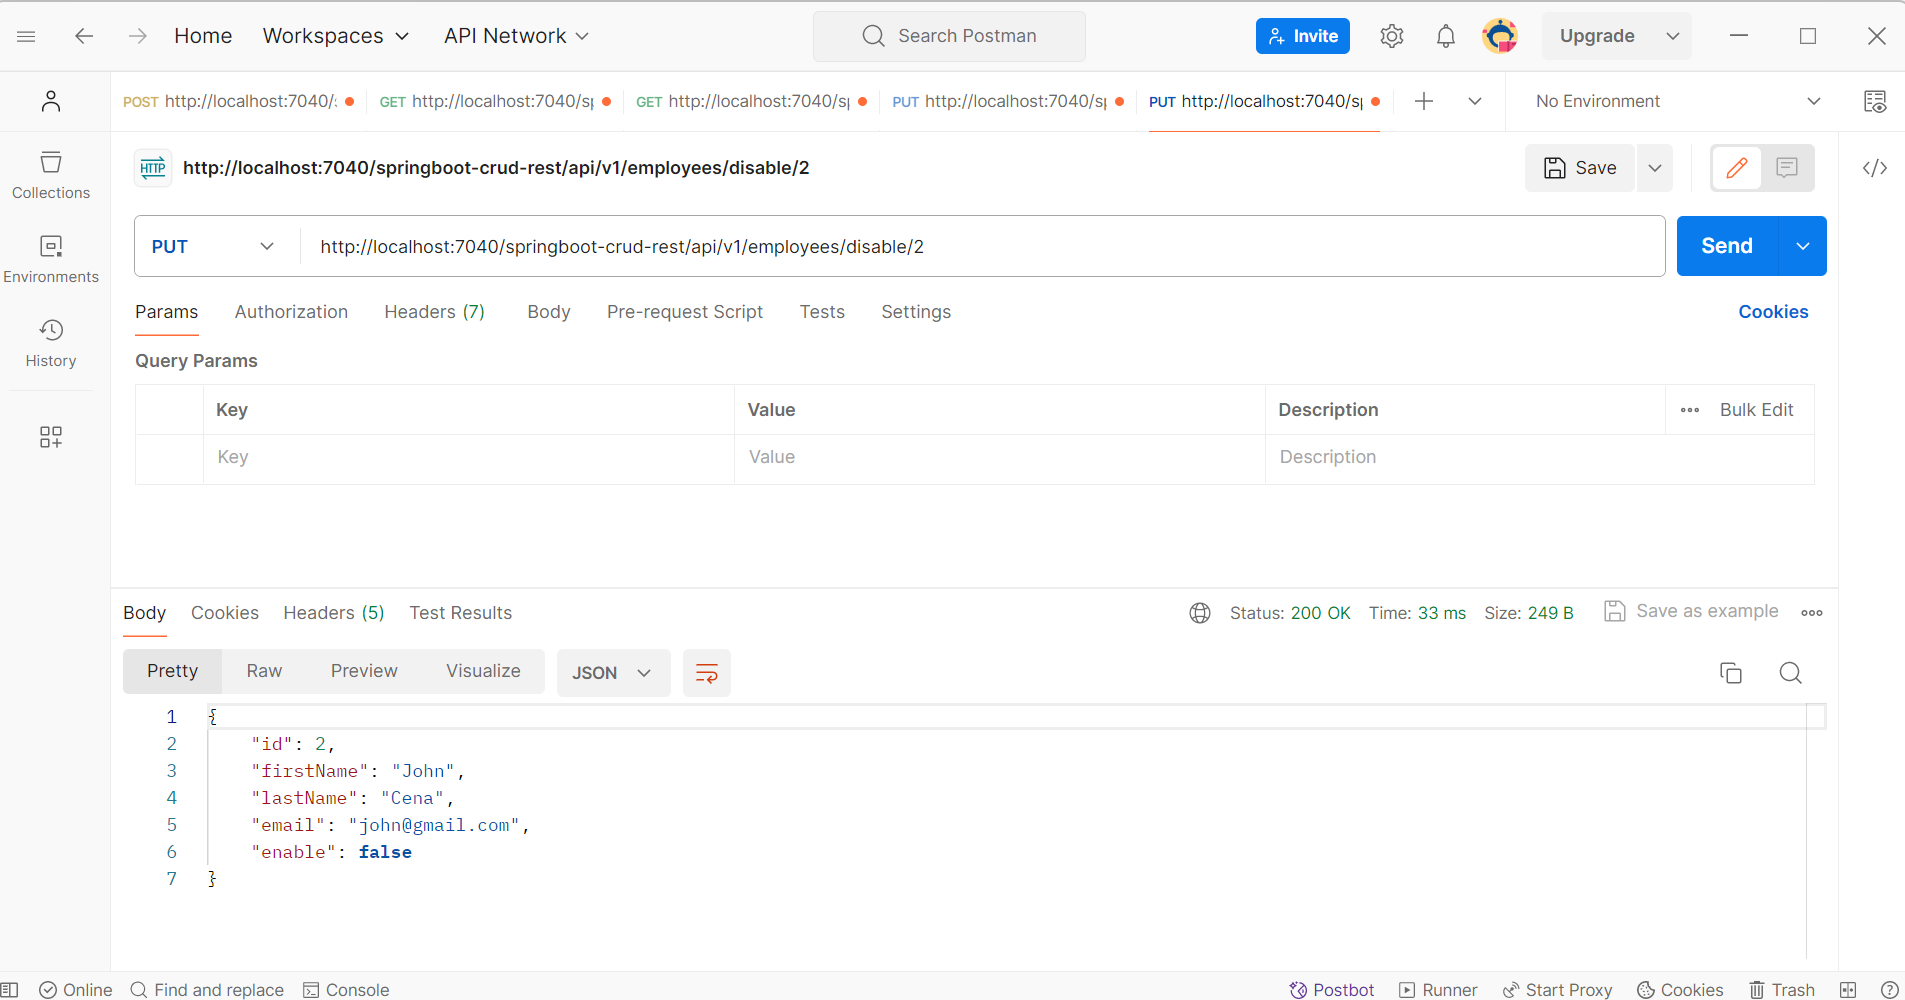 Home Workspaces API Network Search Postman Invite Upgrade
POST http://localhost:7040/s GET http://localhost:7040/sp GET http://localhost:7040/sp PUT http://localhost:7040/sp PUT http://localhost:7040/sp No Environment
HTTP http://localhost:7040/springboot-crud-rest/api/v1/employees/disable/2 Save
Collections
PUT http://localhost:7040/springboot-crud-rest/api/v1/employees/disable/2 Send
Environments
Params Authorization Headers (7) Body Pre-request Script Tests Settings Cookies
History
Query Params
Key Value Description Bulk Edit
Key Value Description
Body Cookies Headers (5) Test Results Status: 200 OK Time: 33 ms Size: 249 B Save as example
Pretty Raw Preview Visualize JSON
1 {
2 "id": 2,
3 "firstName": "John",
4 "lastName": "Cena",
5 "email": "john@gmail.com",
6 "enable": false
7 }
Online Find and replace Console Postbot Runner Start Proxy Cookies Trash